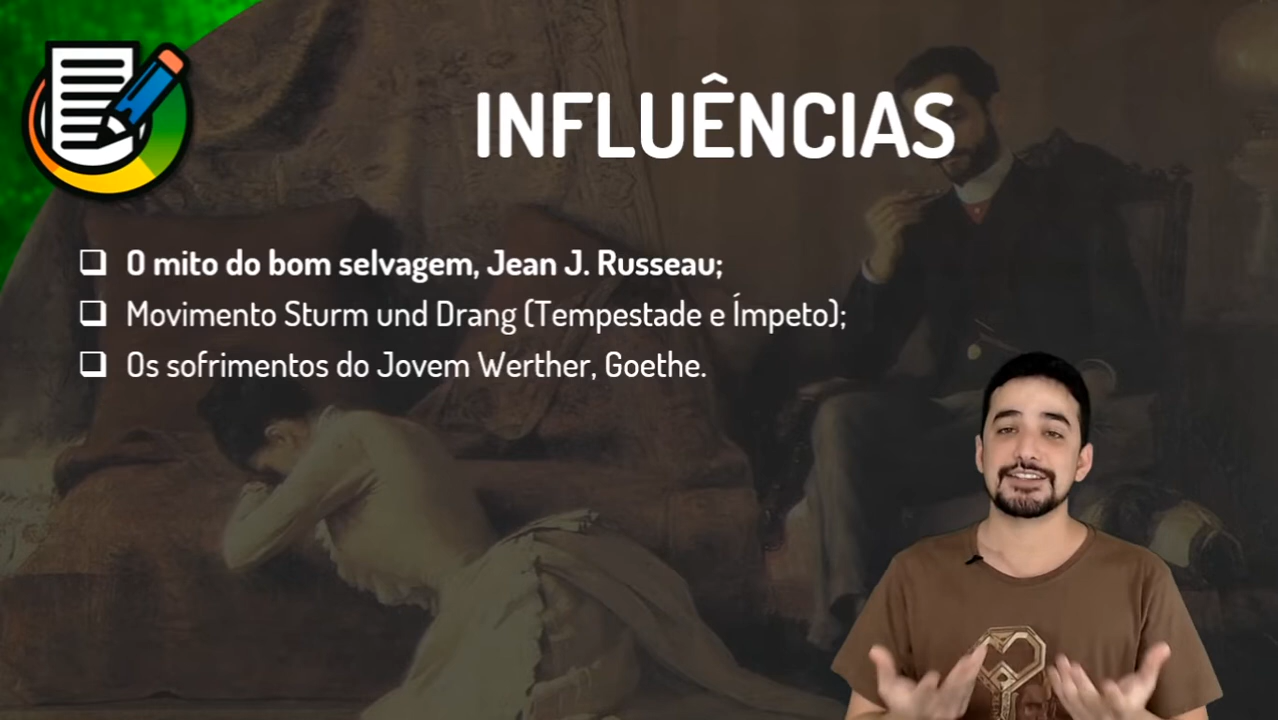 INFLUÊNCIAS
O mito do bom selvagem, Jean J. Russeau;
Movimento Sturm und Drang (Tempestade e Ímpeto);
Os sofrimentos do Jovem Werther, Goethe.